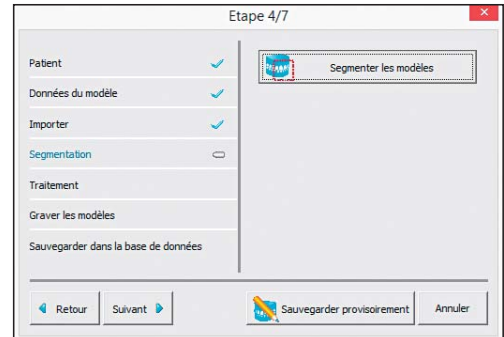 Etape 4/7
Patient
Données du modèle
Importer
Segmentation
Traitement
Graver les modèles
Sauvegarder dans la base de données
Segmenter les modèles
Retour
Suivant
Sauvegarder provisoirement
Annuler